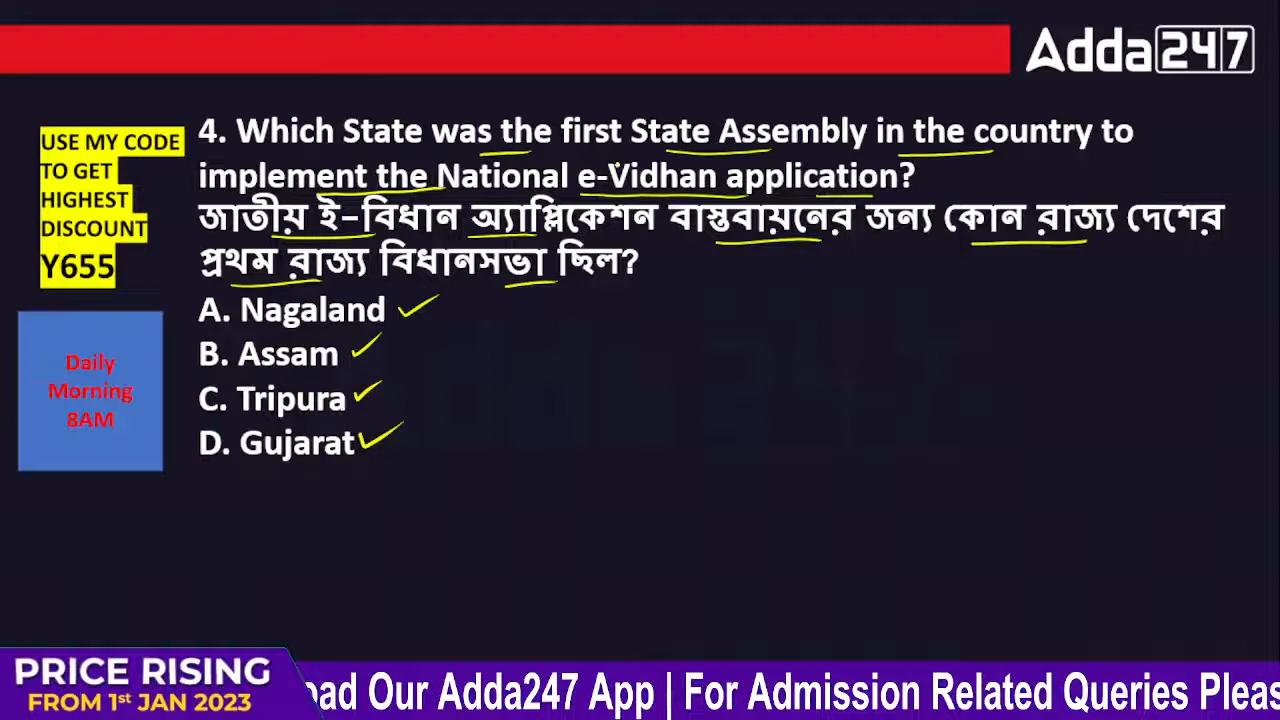 Adda247
USE MY CODE
TO GET
HIGHEST
DISCOUNT
Y655
4. Which State was the first State Assembly in the country to
implement the National e-Vidhan application?
জাতীয় ই-বিধান অ্যাপ্লিকেশন বাস্তবায়নের জন্য কোন রাজ্য দেশের
প্রথম রাজ্য বিধানসভা ছিল?
A. Nagaland
B. Assam
C. Tripura
D. Gujarat
Daily
Morning
8AM
PRICE RISING
FROM 1st JAN 2023
oad Our Adda247 App | For Admission Related Queries Pleas